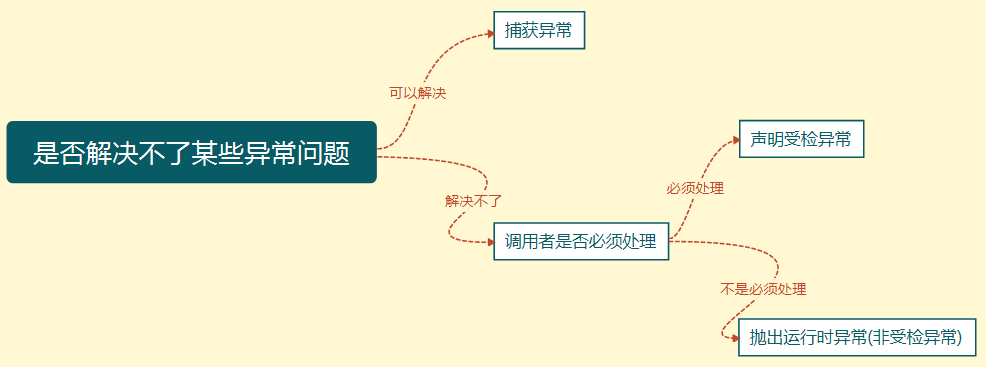 捕获异常
可以解决
是否解决不了某些异常问题
声明受检异常
必须处理
解决不了
调用者是否必须处理
不是必须处理
抛出运行时异常(非受检异常)